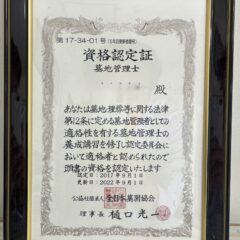 第17-34-01号
資格認定証
墓地管理士
殿
あなたは墓地、埋葬等に関する法律
第12条に定める墓地管理者としての
適格性を有する墓地管理士の
養成講習を修了し認定委員会に
おいて適格者と認められたので
頭書の資格を認定いたします
認定日：2017年9月1日
更新日：2022年9月1日
公益社団法人 全日本墓園協会
理事長 樋口光一